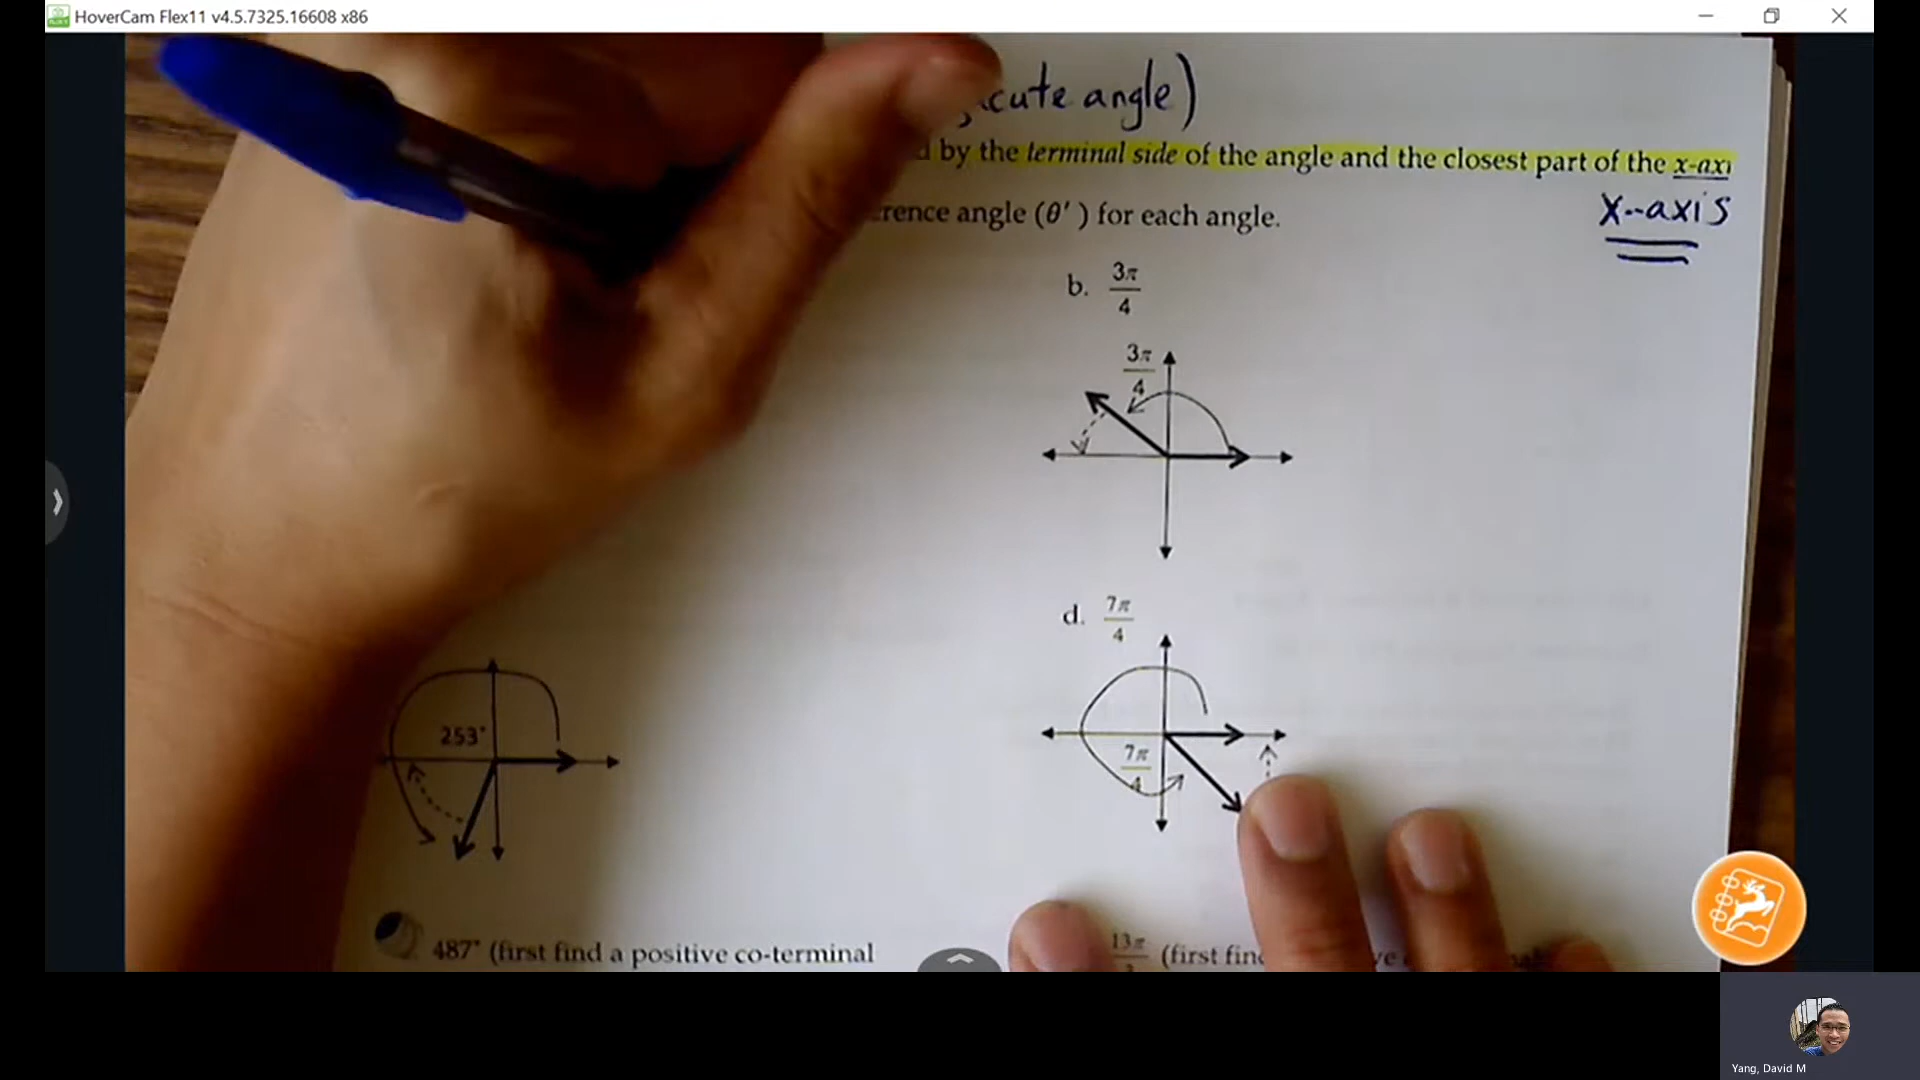 HoverCam Flex11 v4.5.7325.16608 x86
cute angle)
by the terminal side of the angle and the closest part of the x-axi
x-axis
rence angle (θ′) for each angle.
b. 3π/4
3π/4
d. 7π/4
253°
7π/4
487° (first find a positive co-terminal
13π (first find
Yang, David M